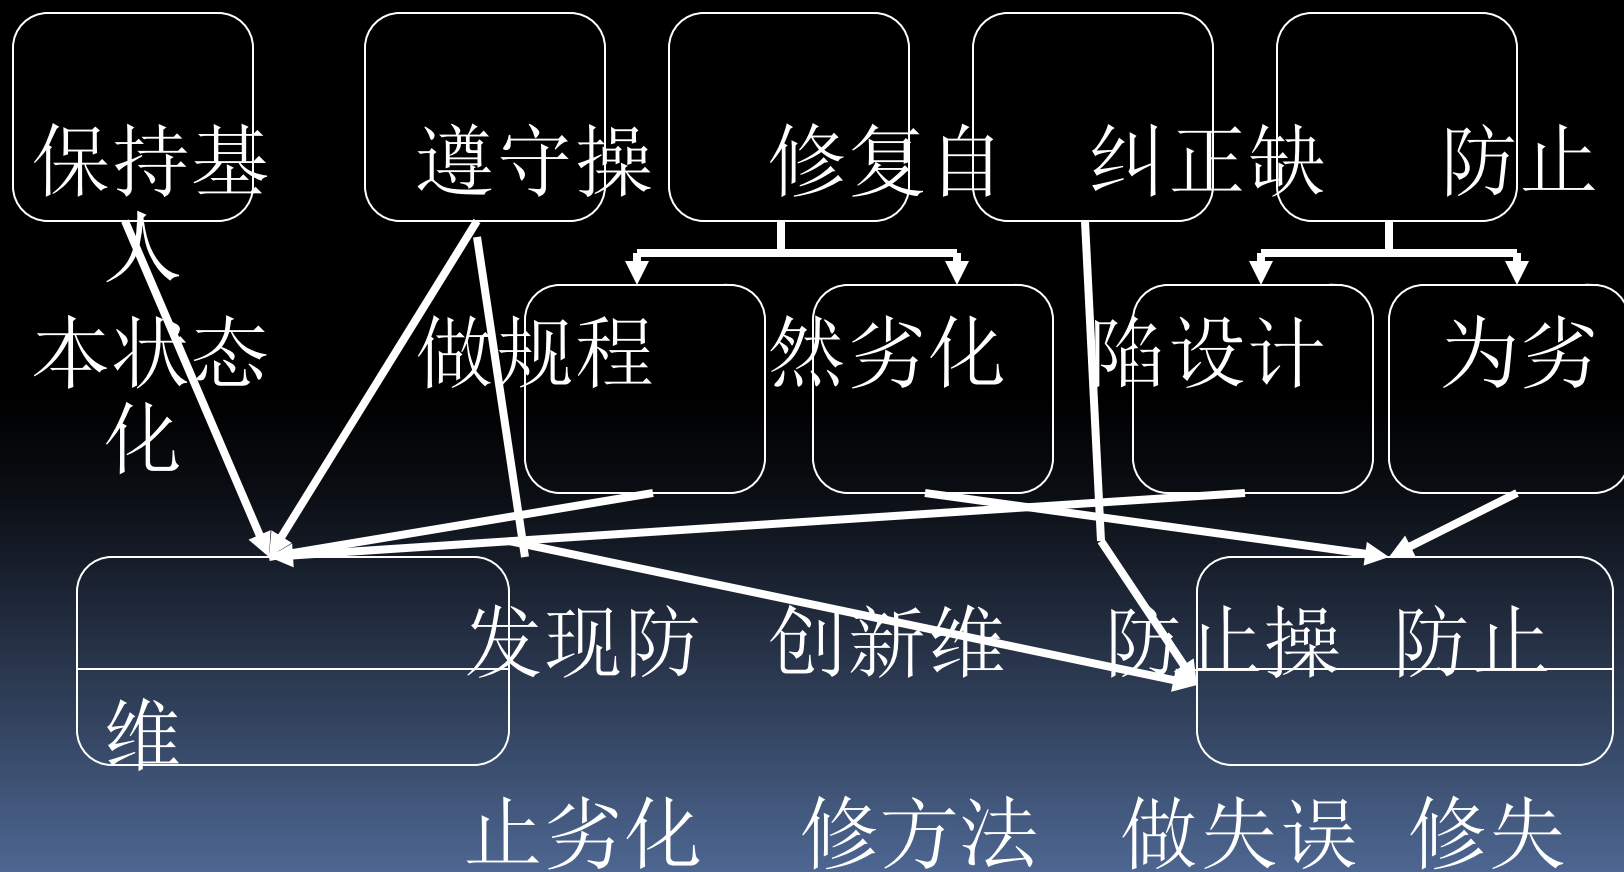 保持基 遵守操 修复自 纠正缺 防止
人
本状态 做规程 然劣化 陷设计 为劣
化
发现防 创新维 防止操 防止
维
止劣化 修方法 做失误 修失